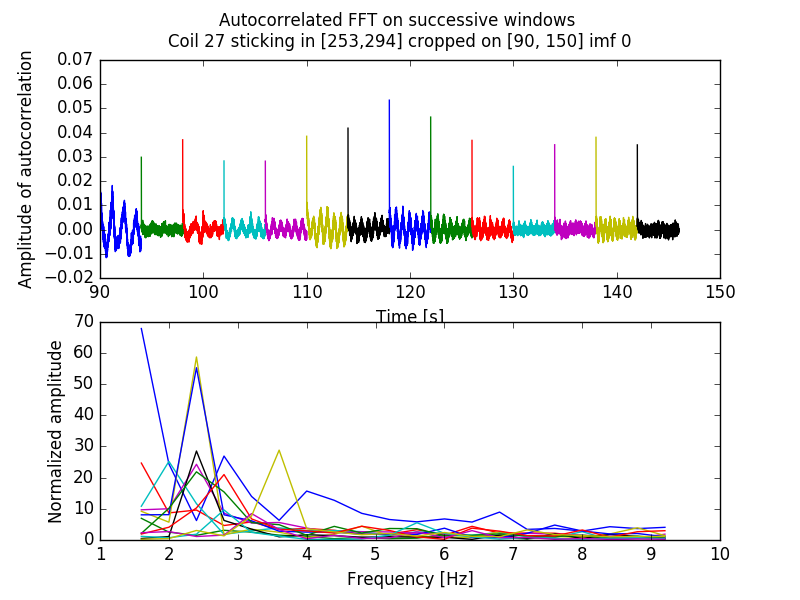 Autocorrelated FFT on successive windows
Coil 27 sticking in [253,294] cropped on [90, 150] imf 0
Amplitude of autocorrelation
0.07
0.06
0.05
0.04
0.03
0.02
0.01
0.00
−0.01
−0.02
90 100 110 120 130 140 150
Time [s]
Normalized amplitude
70
60
50
40
30
20
10
0
1 2 3 4 5 6 7 8 9 10
Frequency [Hz]